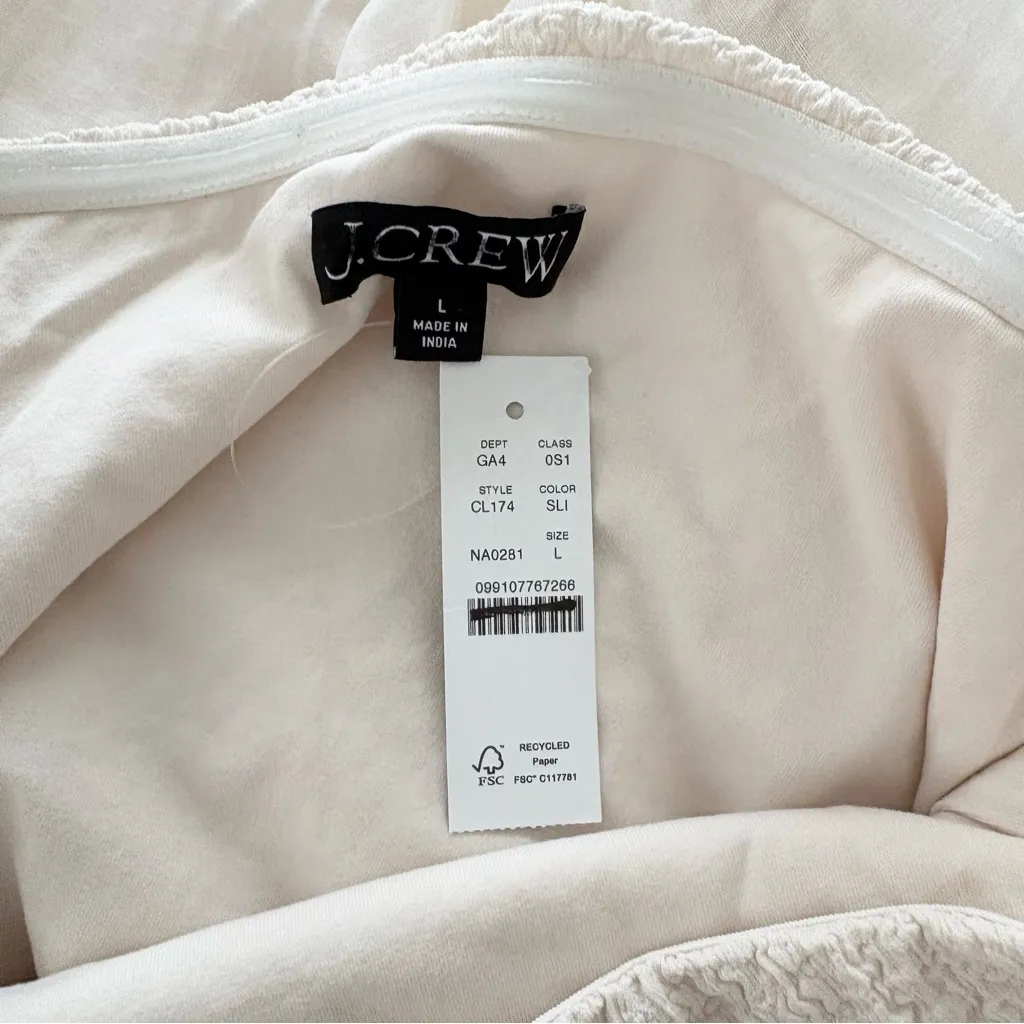 J.CREW
L
MADE IN
INDIA
DEPT CLASS
GA4 0S1
STYLE COLOR
CL174 SLI
SIZE
NA0281 L
099107767266
RECYCLED
Paper
FSC™
FSC® C117781